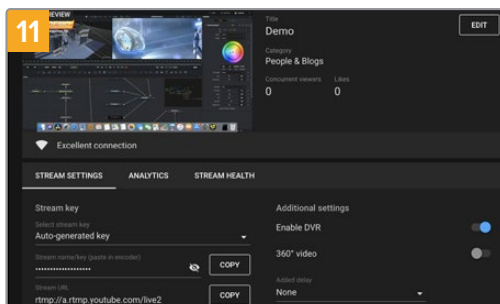 11
REVIEW
Title
Demo
EDIT
Category
People & Blogs
Concurrent viewers Likes
0 0
Excellent connection
STREAM SETTINGS ANALYTICS STREAM HEALTH
Stream key
Additional settings
Select stream key
Auto-generated key
Enable DVR
360° video
Stream name/key (paste in encoder)
••••••••••••••••••
COPY
Added delay
None
Stream URL
rtmp://a.rtmp.youtube.com/live2
COPY